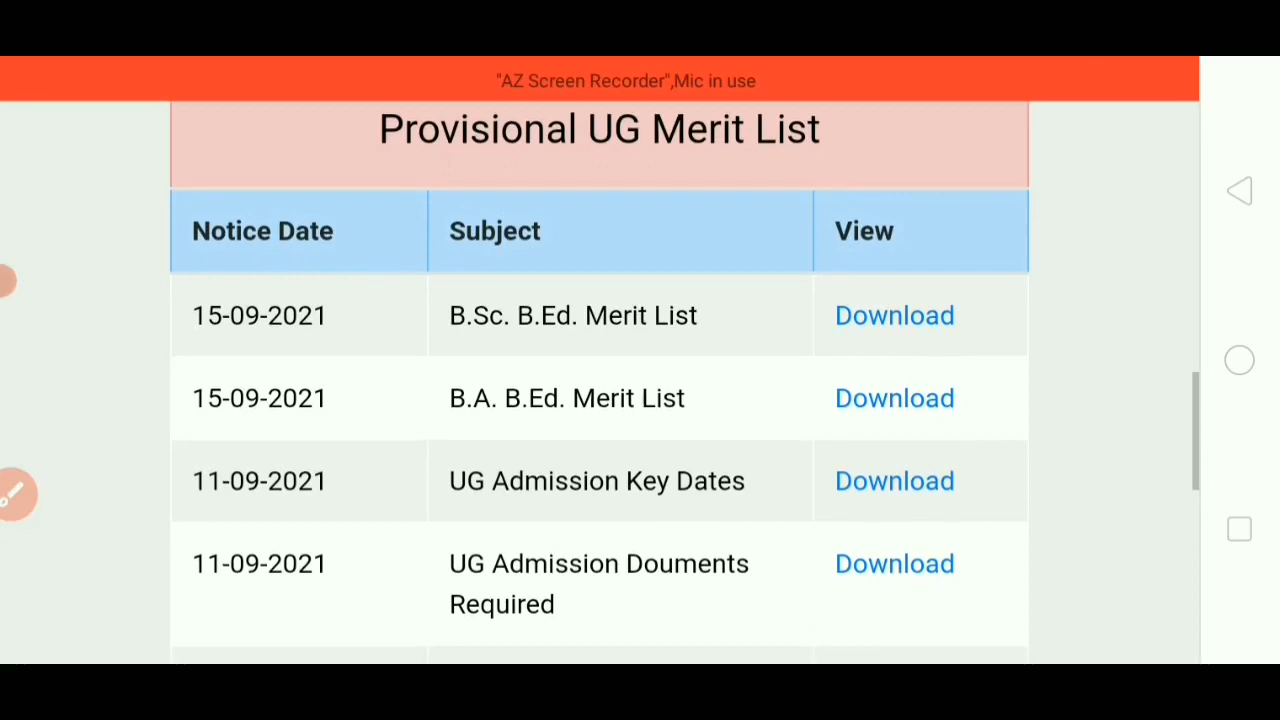 "AZ Screen Recorder",Mic in use
Provisional UG Merit List
Notice Date Subject View
15-09-2021 B.Sc. B.Ed. Merit List Download
15-09-2021 B.A. B.Ed. Merit List Download
11-09-2021 UG Admission Key Dates Download
11-09-2021 UG Admission Douments Download
Required